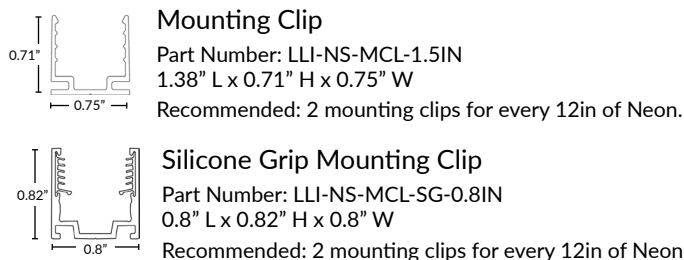 Mounting Clip
0.71”
Part Number: LLI-NS-MCL-1.5IN
1.38” L x 0.71” H x 0.75” W
0.75”
Recommended: 2 mounting clips for every 12in of Neon.
Silicone Grip Mounting Clip
0.82”
Part Number: LLI-NS-MCL-SG-0.8IN
0.8” L x 0.82” H x 0.8” W
0.8”
Recommended: 2 mounting clips for every 12in of Neon